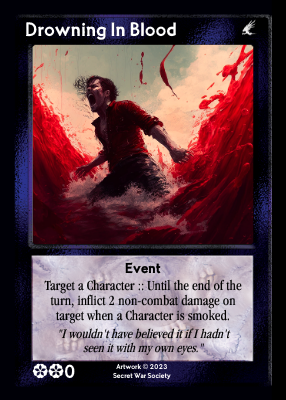 Drowning In Blood
Event
Target a Character :: Until the end of the
turn, inflict 2 non-combat damage on
target when a Character is smoked.
"I wouldn't have believed it if I hadn't
seen it with my own eyes."
Artwork © 2023
Secret War Society
0